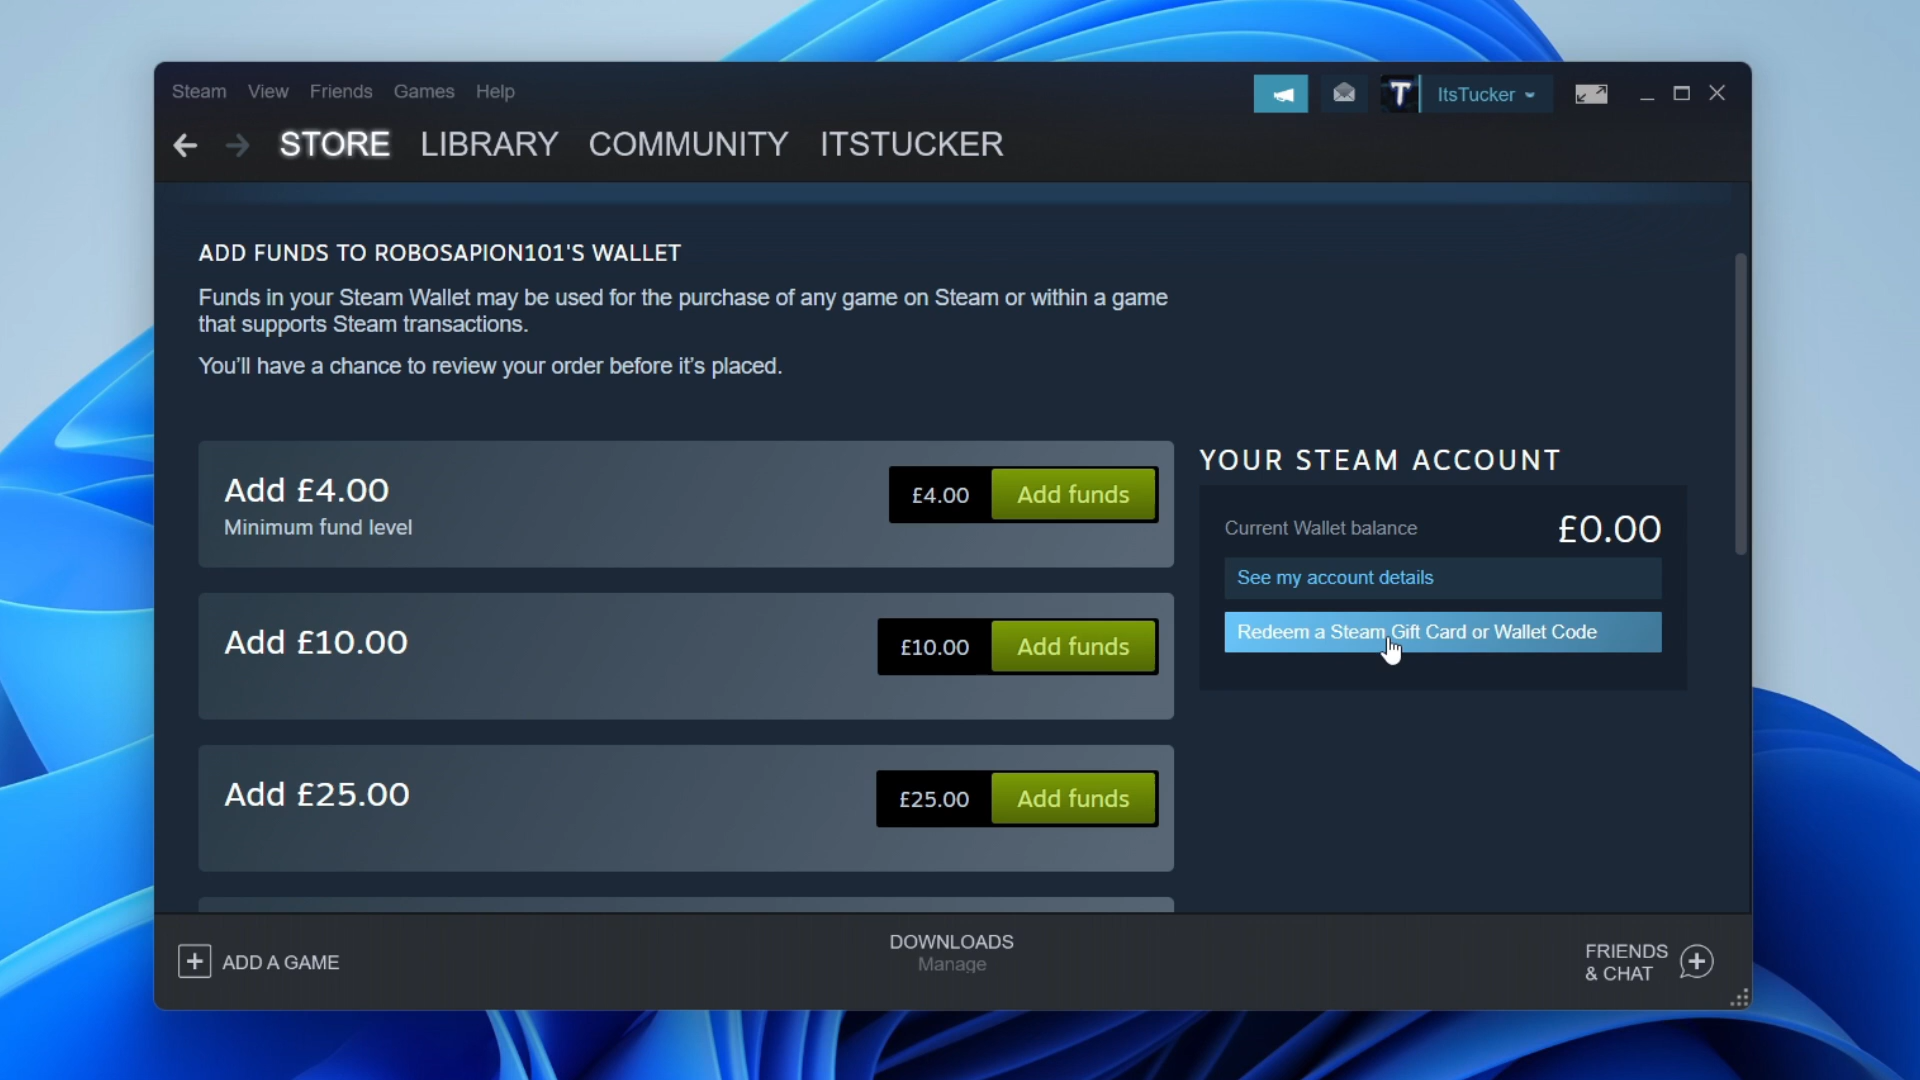 Steam View Friends Games Help
T ItsTucker
STORE LIBRARY COMMUNITY ITSTUCKER
ADD FUNDS TO ROBOSAPION101'S WALLET
Funds in your Steam Wallet may be used for the purchase of any game on Steam or within a game
that supports Steam transactions.
You'll have a chance to review your order before it's placed.
Add £4.00
Minimum fund level
£4.00 Add funds
Add £10.00
£10.00 Add funds
Add £25.00
£25.00 Add funds
YOUR STEAM ACCOUNT
Current Wallet balance £0.00
See my account details
Redeem a Steam Gift Card or Wallet Code
ADD A GAME
DOWNLOADS
Manage
FRIENDS
& CHAT